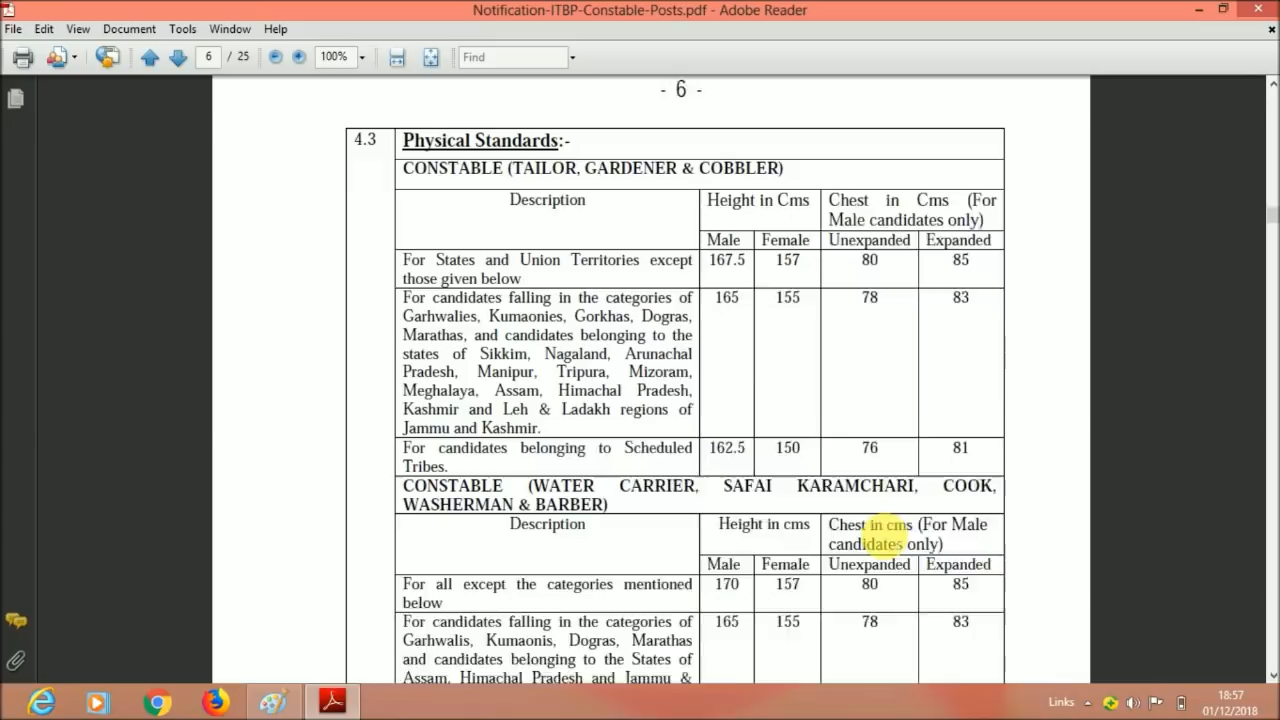 Notification-ITBP-Constable-Posts.pdf - Adobe Reader
File Edit View Document Tools Window Help
6 / 25 100% Find
- 6 -
4.3 Physical Standards:-
CONSTABLE (TAILOR, GARDENER & COBBLER)
Description Height in Cms Chest in Cms (For
Male candidates only)
Male Female Unexpanded Expanded
For States and Union Territories except 167.5 157 80 85
those given below
For candidates falling in the categories of 165 155 78 83
Garhwalies, Kumaonies, Gorkhas, Dogras,
Marathas, and candidates belonging to the
states of Sikkim, Nagaland, Arunachal
Pradesh, Manipur, Tripura, Mizoram,
Meghalaya, Assam, Himachal Pradesh,
Kashmir and Leh & Ladakh regions of
Jammu and Kashmir.
For candidates belonging to Scheduled 162.5 150 76 81
Tribes.
CONSTABLE (WATER CARRIER, SAFAI KARAMCHARI, COOK,
WASHERMAN & BARBER)
Description Height in cms Chest in cms (For Male
candidates only)
Male Female Unexpanded Expanded
For all except the categories mentioned 170 157 80 85
below
For candidates falling in the categories of 165 155 78 83
Garhwalis, Kumaonis, Dogras, Marathas
and candidates belonging to the States of
Assam, Himachal Pradesh and Jammu &
Links 18:57
01/12/2018